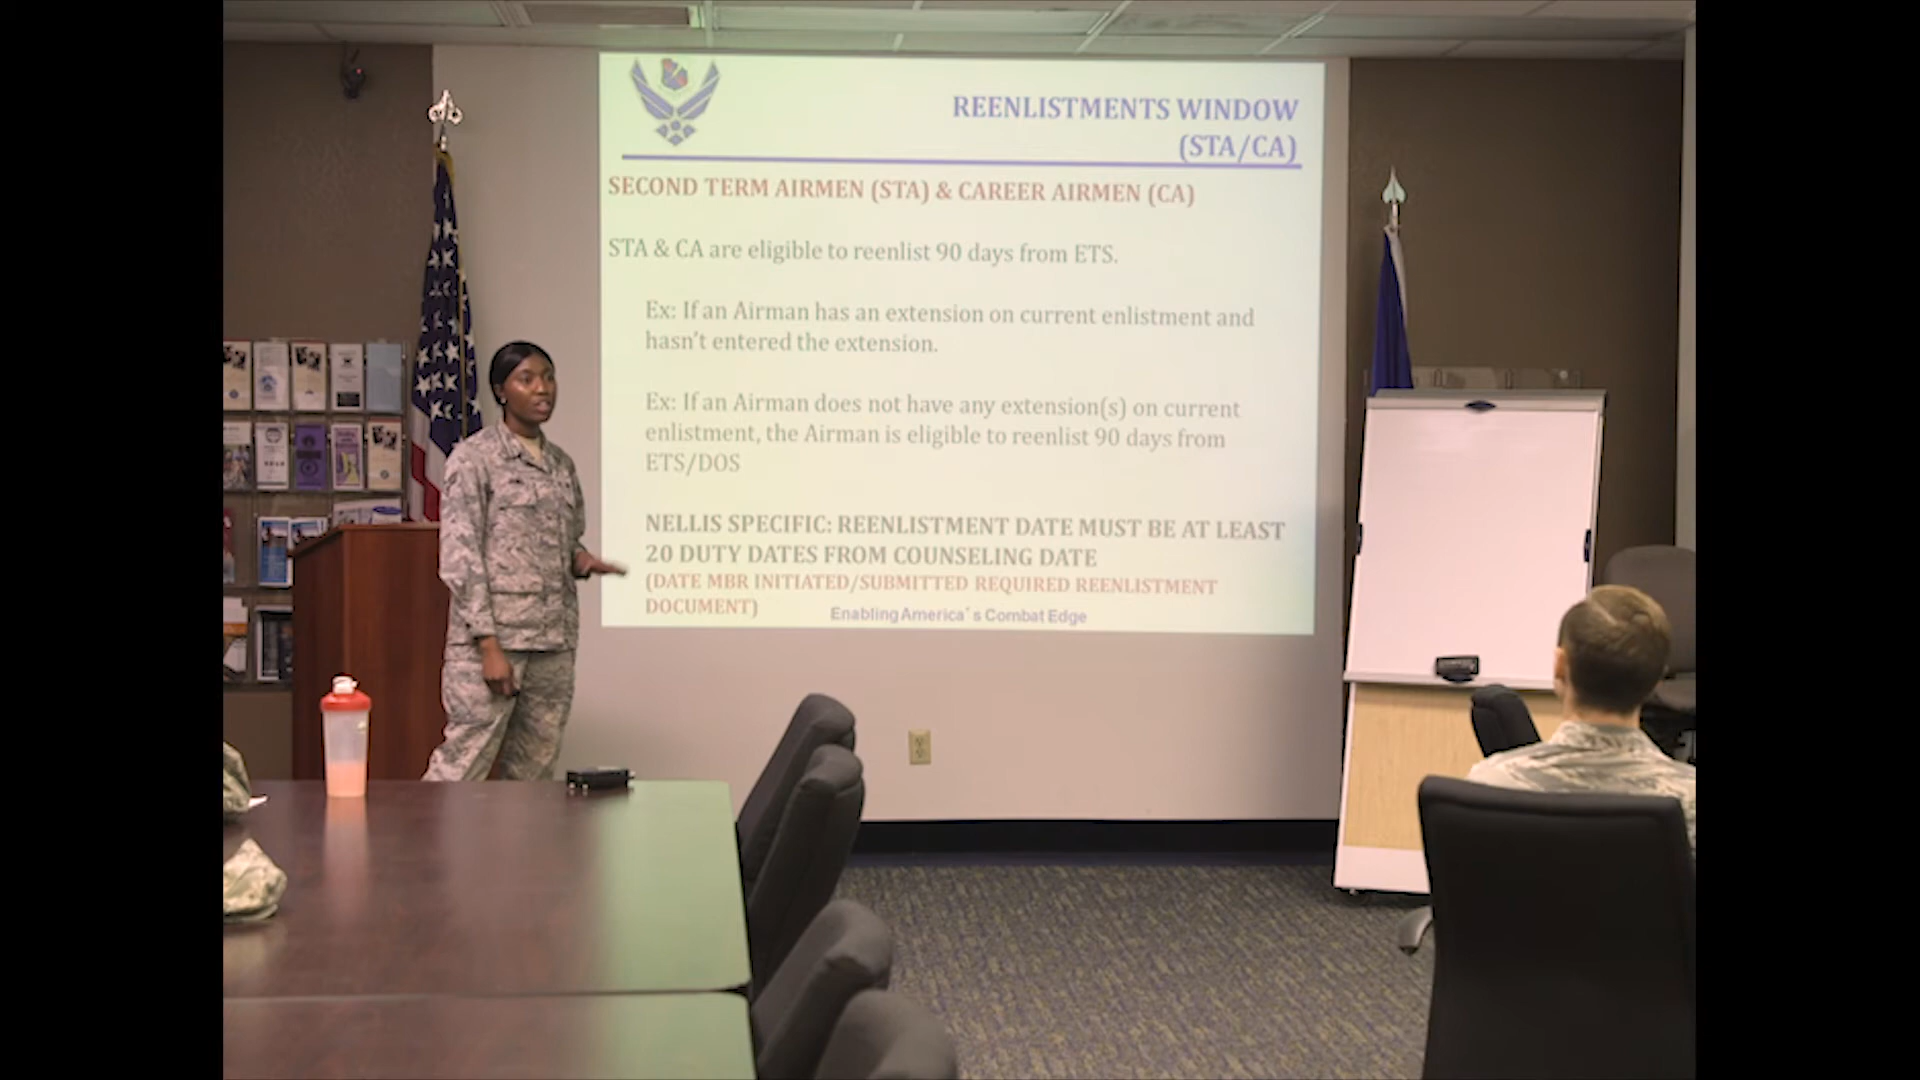 REENLISTMENTS WINDOW
(STA/CA)
SECOND TERM AIRMEN (STA) & CAREER AIRMEN (CA)
STA & CA are eligible to reenlist 90 days from ETS.
Ex: If an Airman has an extension on current enlistment and
hasn't entered the extension.
Ex: If an Airman does not have any extension(s) on current
enlistment, the Airman is eligible to reenlist 90 days from
ETS/DOS
NELLIS SPECIFIC: REENLISTMENT DATE MUST BE AT LEAST
20 DUTY DATES FROM COUNSELING DATE
(DATE MBR INITIATED/SUBMITTED REQUIRED REENLISTMENT
DOCUMENT)
Enabling America's Combat Edge